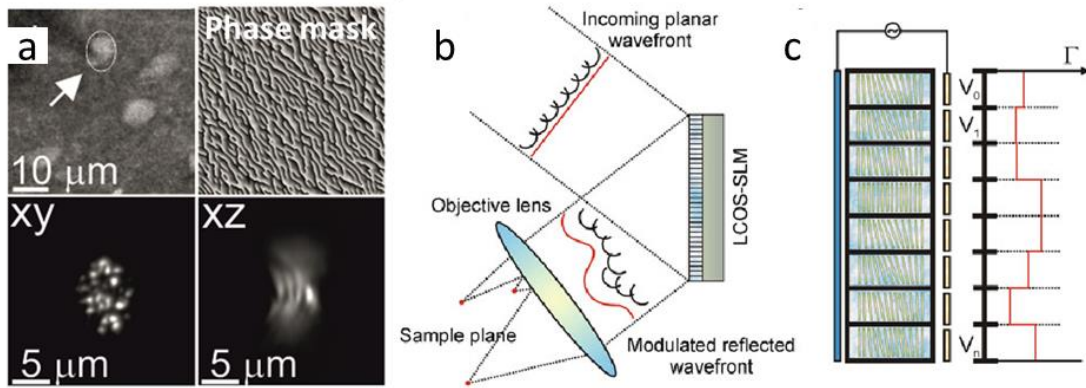 a
Phase mask
10 μm
xy
xz
5 μm
5 μm
b
Incoming planar
wavefront
Objective lens
LCOS-SLM
Sample plane
Modulated reflected
wavefront
c
Γ
V0
V1
Vn